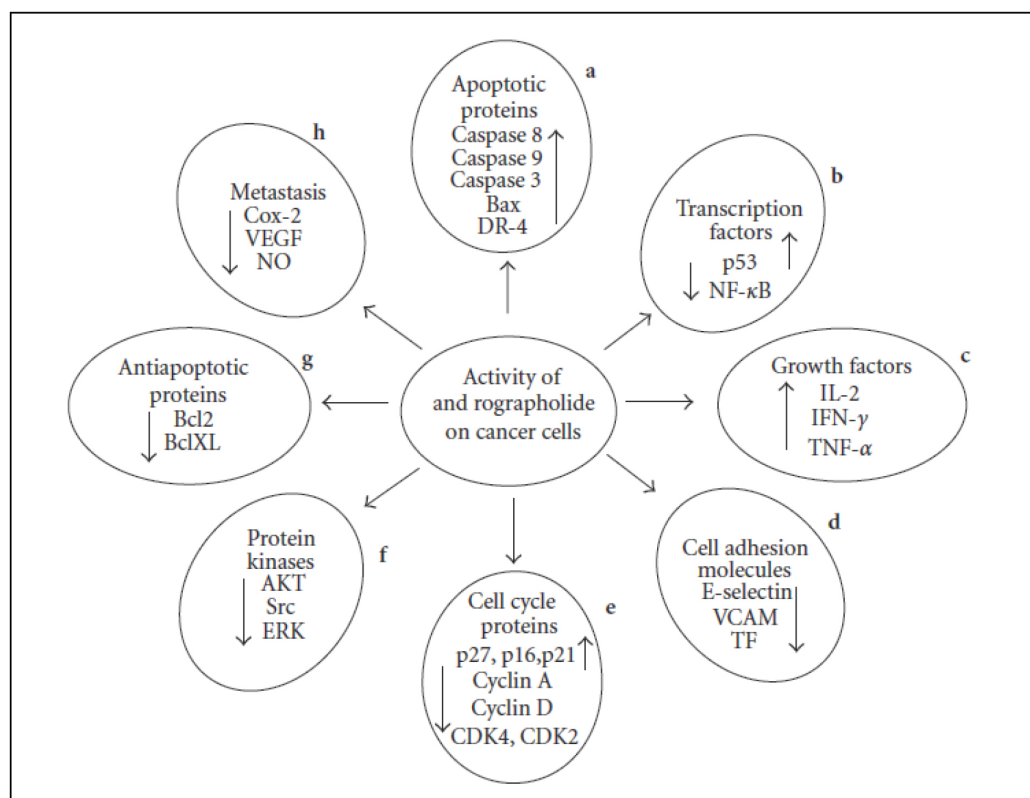 a
Apoptotic
proteins
Caspase 8
Caspase 9
Caspase 3
Bax
DR-4
b
Transcription
factors
p53
NF-κB
c
Growth factors
IL-2
IFN-γ
TNF-α
d
Cell adhesion
molecules
E-selectin
VCAM
TF
e
Cell cycle
proteins
p27, p16,p21
Cyclin A
Cyclin D
CDK4, CDK2
f
Protein
kinases
AKT
Src
ERK
g
Antiapoptotic
proteins
Bcl2
BclXL
h
Metastasis
Cox-2
VEGF
NO
Activity of
and rographolide
on cancer cells